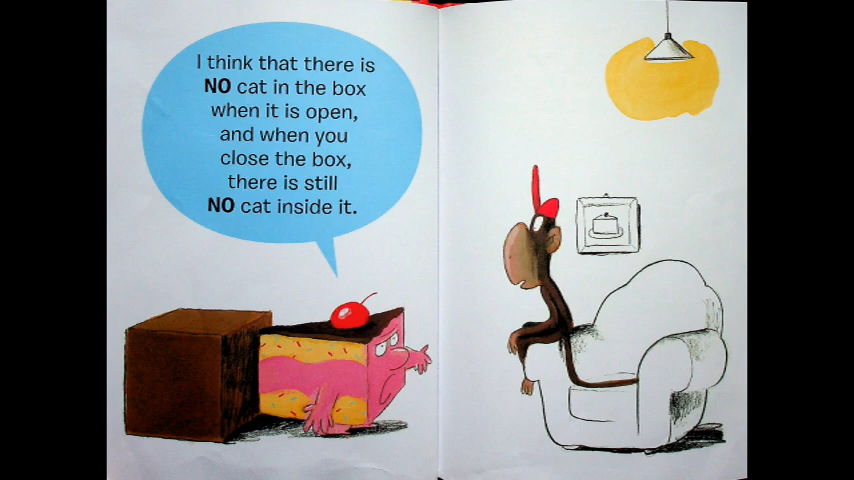 I think that there is
NO cat in the box
when it is open,
and when you
close the box,
there is still
NO cat inside it.